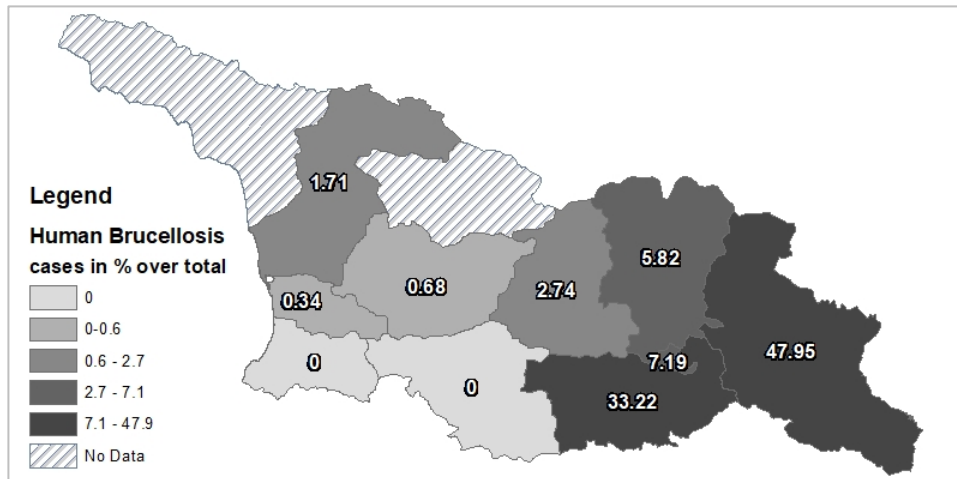 1.71
Legend
Human Brucellosis
cases in % over total
0
0-0.6
0.6 - 2.7
2.7 - 7.1
7.1 - 47.9
No Data
0.34
0.68
2.74
5.82
47.95
7.19
33.22
0
0